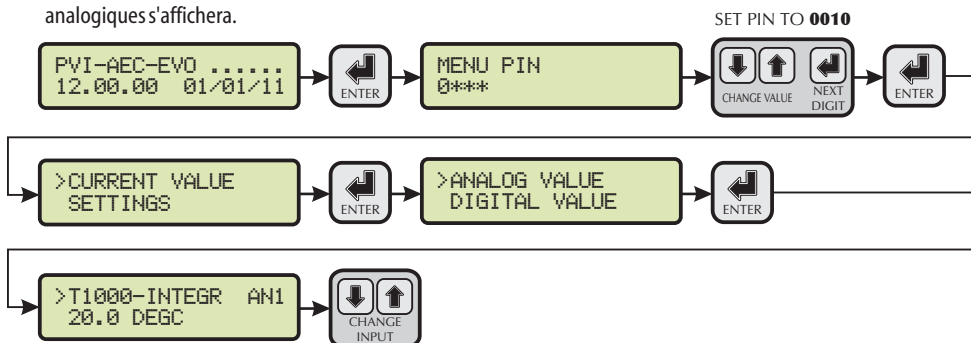 analogiques s'affichera.
SET PIN TO 0010
PVI-AEC-EVO ......
12.00.00 01/01/11
ENTER
MENU PIN
0***
CHANGE VALUE
NEXT
DIGIT
ENTER
>CURRENT VALUE
SETTINGS
ENTER
>ANALOG VALUE
DIGITAL VALUE
ENTER
>T1000-INTEGR AN1
20.0 DEGC
CHANGE
INPUT